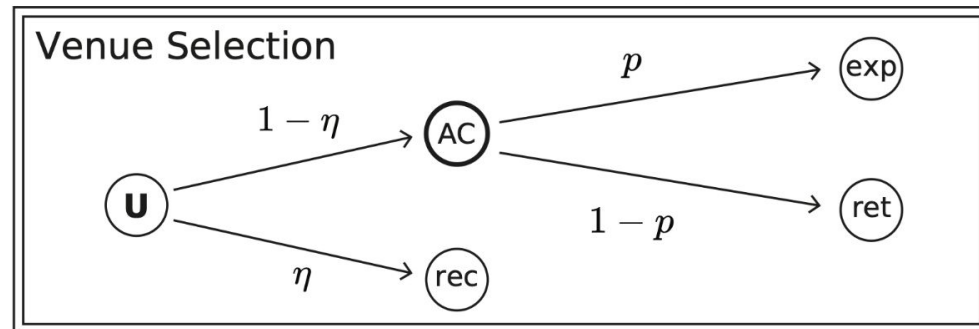 Venue Selection
p
exp
1 − η
AC
U
ret
1 − p
η
rec